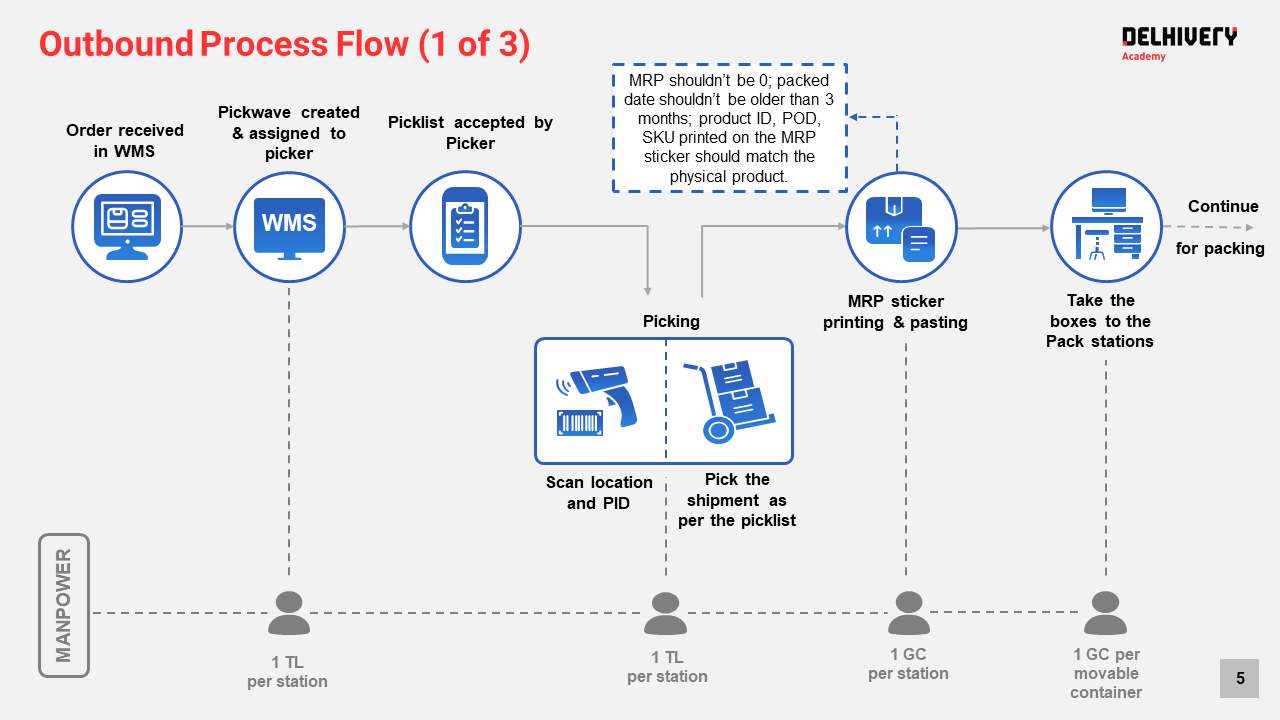 Outbound Process Flow (1 of 3)
DELHIVERY
Academy
MRP shouldn’t be 0; packed
date shouldn’t be older than 3
months; product ID, POD,
SKU printed on the MRP
sticker should match the
physical product.
Order received
in WMS
Pickwave created
& assigned to
picker
Picklist accepted by
Picker
WMS
Continue
for packing
Picking
MRP sticker
printing & pasting
Take the
boxes to the
Pack stations
Scan location
and PID
Pick the
shipment as
per the picklist
MANPOWER
1 TL
per station
1 TL
per station
1 GC
per station
1 GC per
movable
container
5